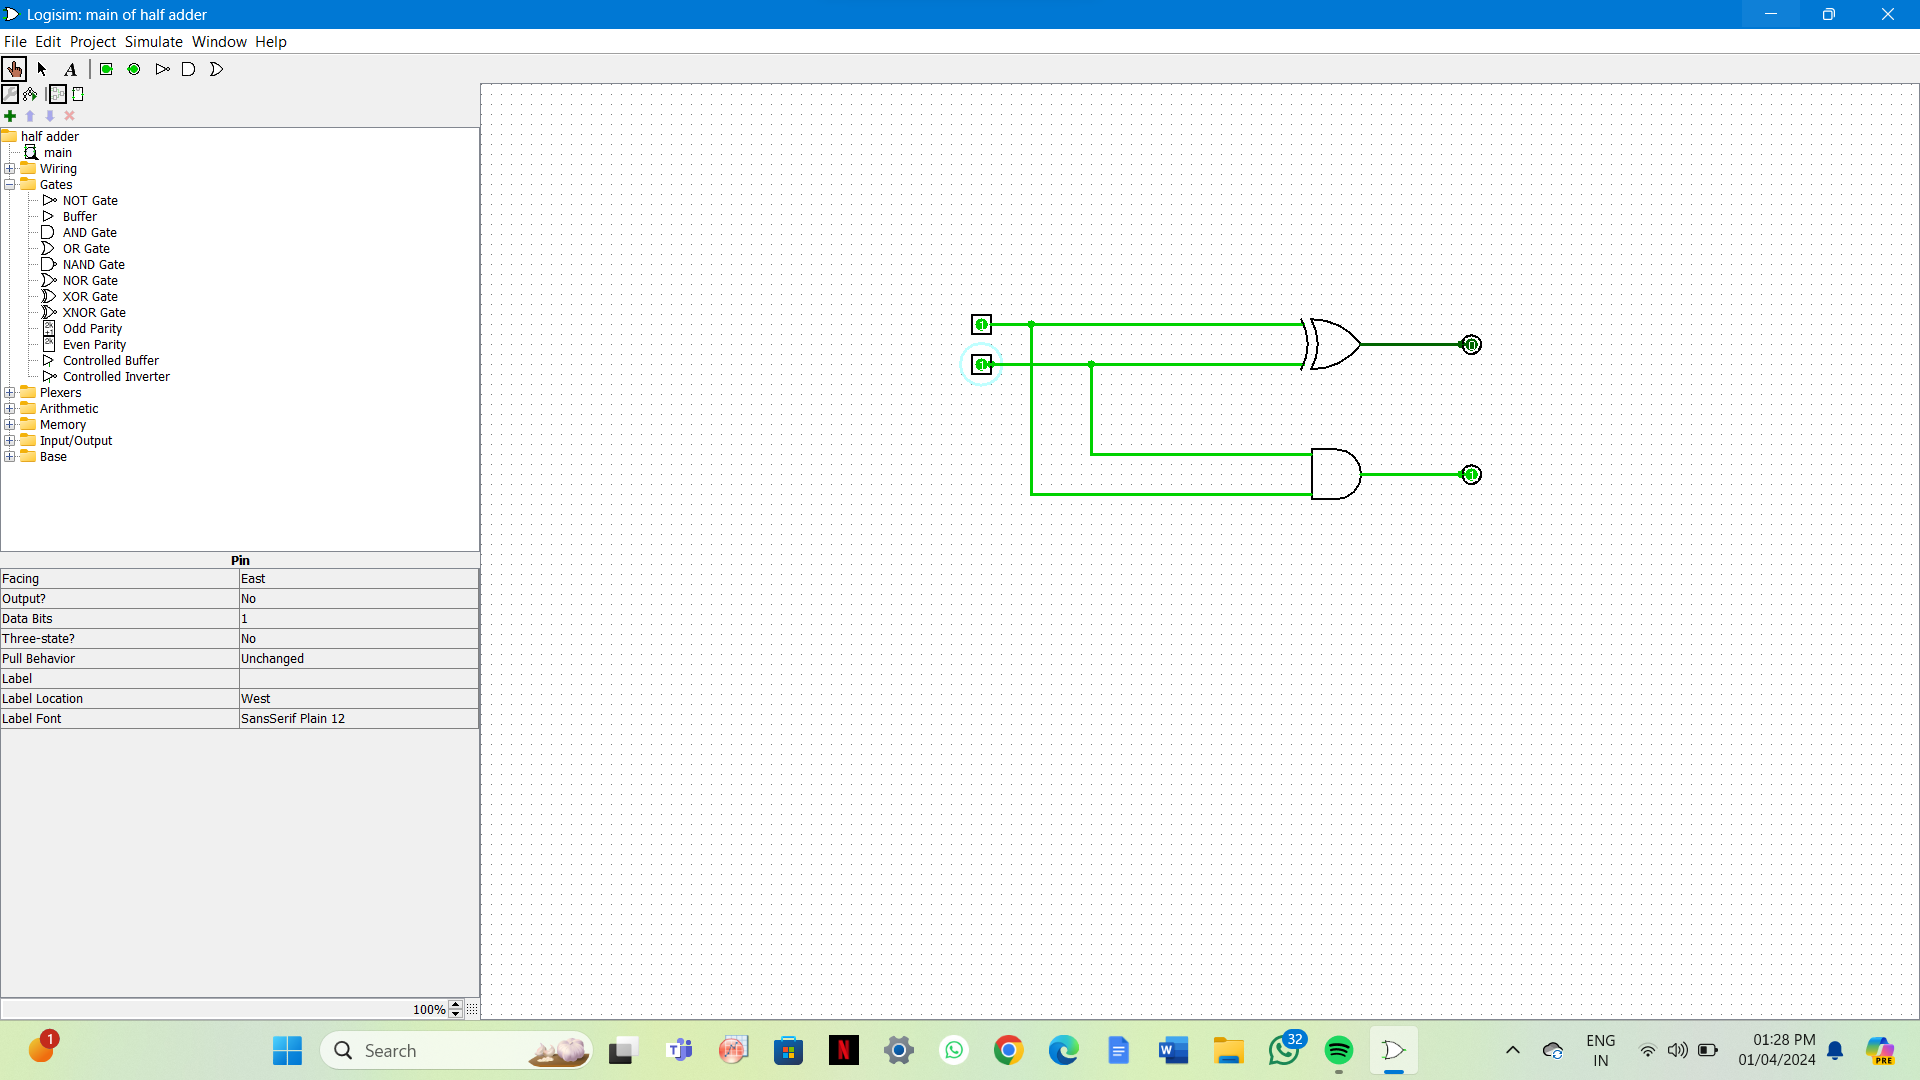 Logisim: main of half adder
File Edit Project Simulate Window Help
A
half adder
main
Wiring
Gates
NOT Gate
Buffer
AND Gate
OR Gate
NAND Gate
NOR Gate
XOR Gate
XNOR Gate
Odd Parity
Even Parity
Controlled Buffer
Controlled Inverter
Plexers
Arithmetic
Memory
Input/Output
Base
Pin
Facing East
Output? No
Data Bits 1
Three-state? No
Pull Behavior Unchanged
Label
Label Location West
Label Font SansSerif Plain 12
100%
1
1
0
1
1
Search
N
W
32
ENG
IN
01:28 PM
01/04/2024
PRE